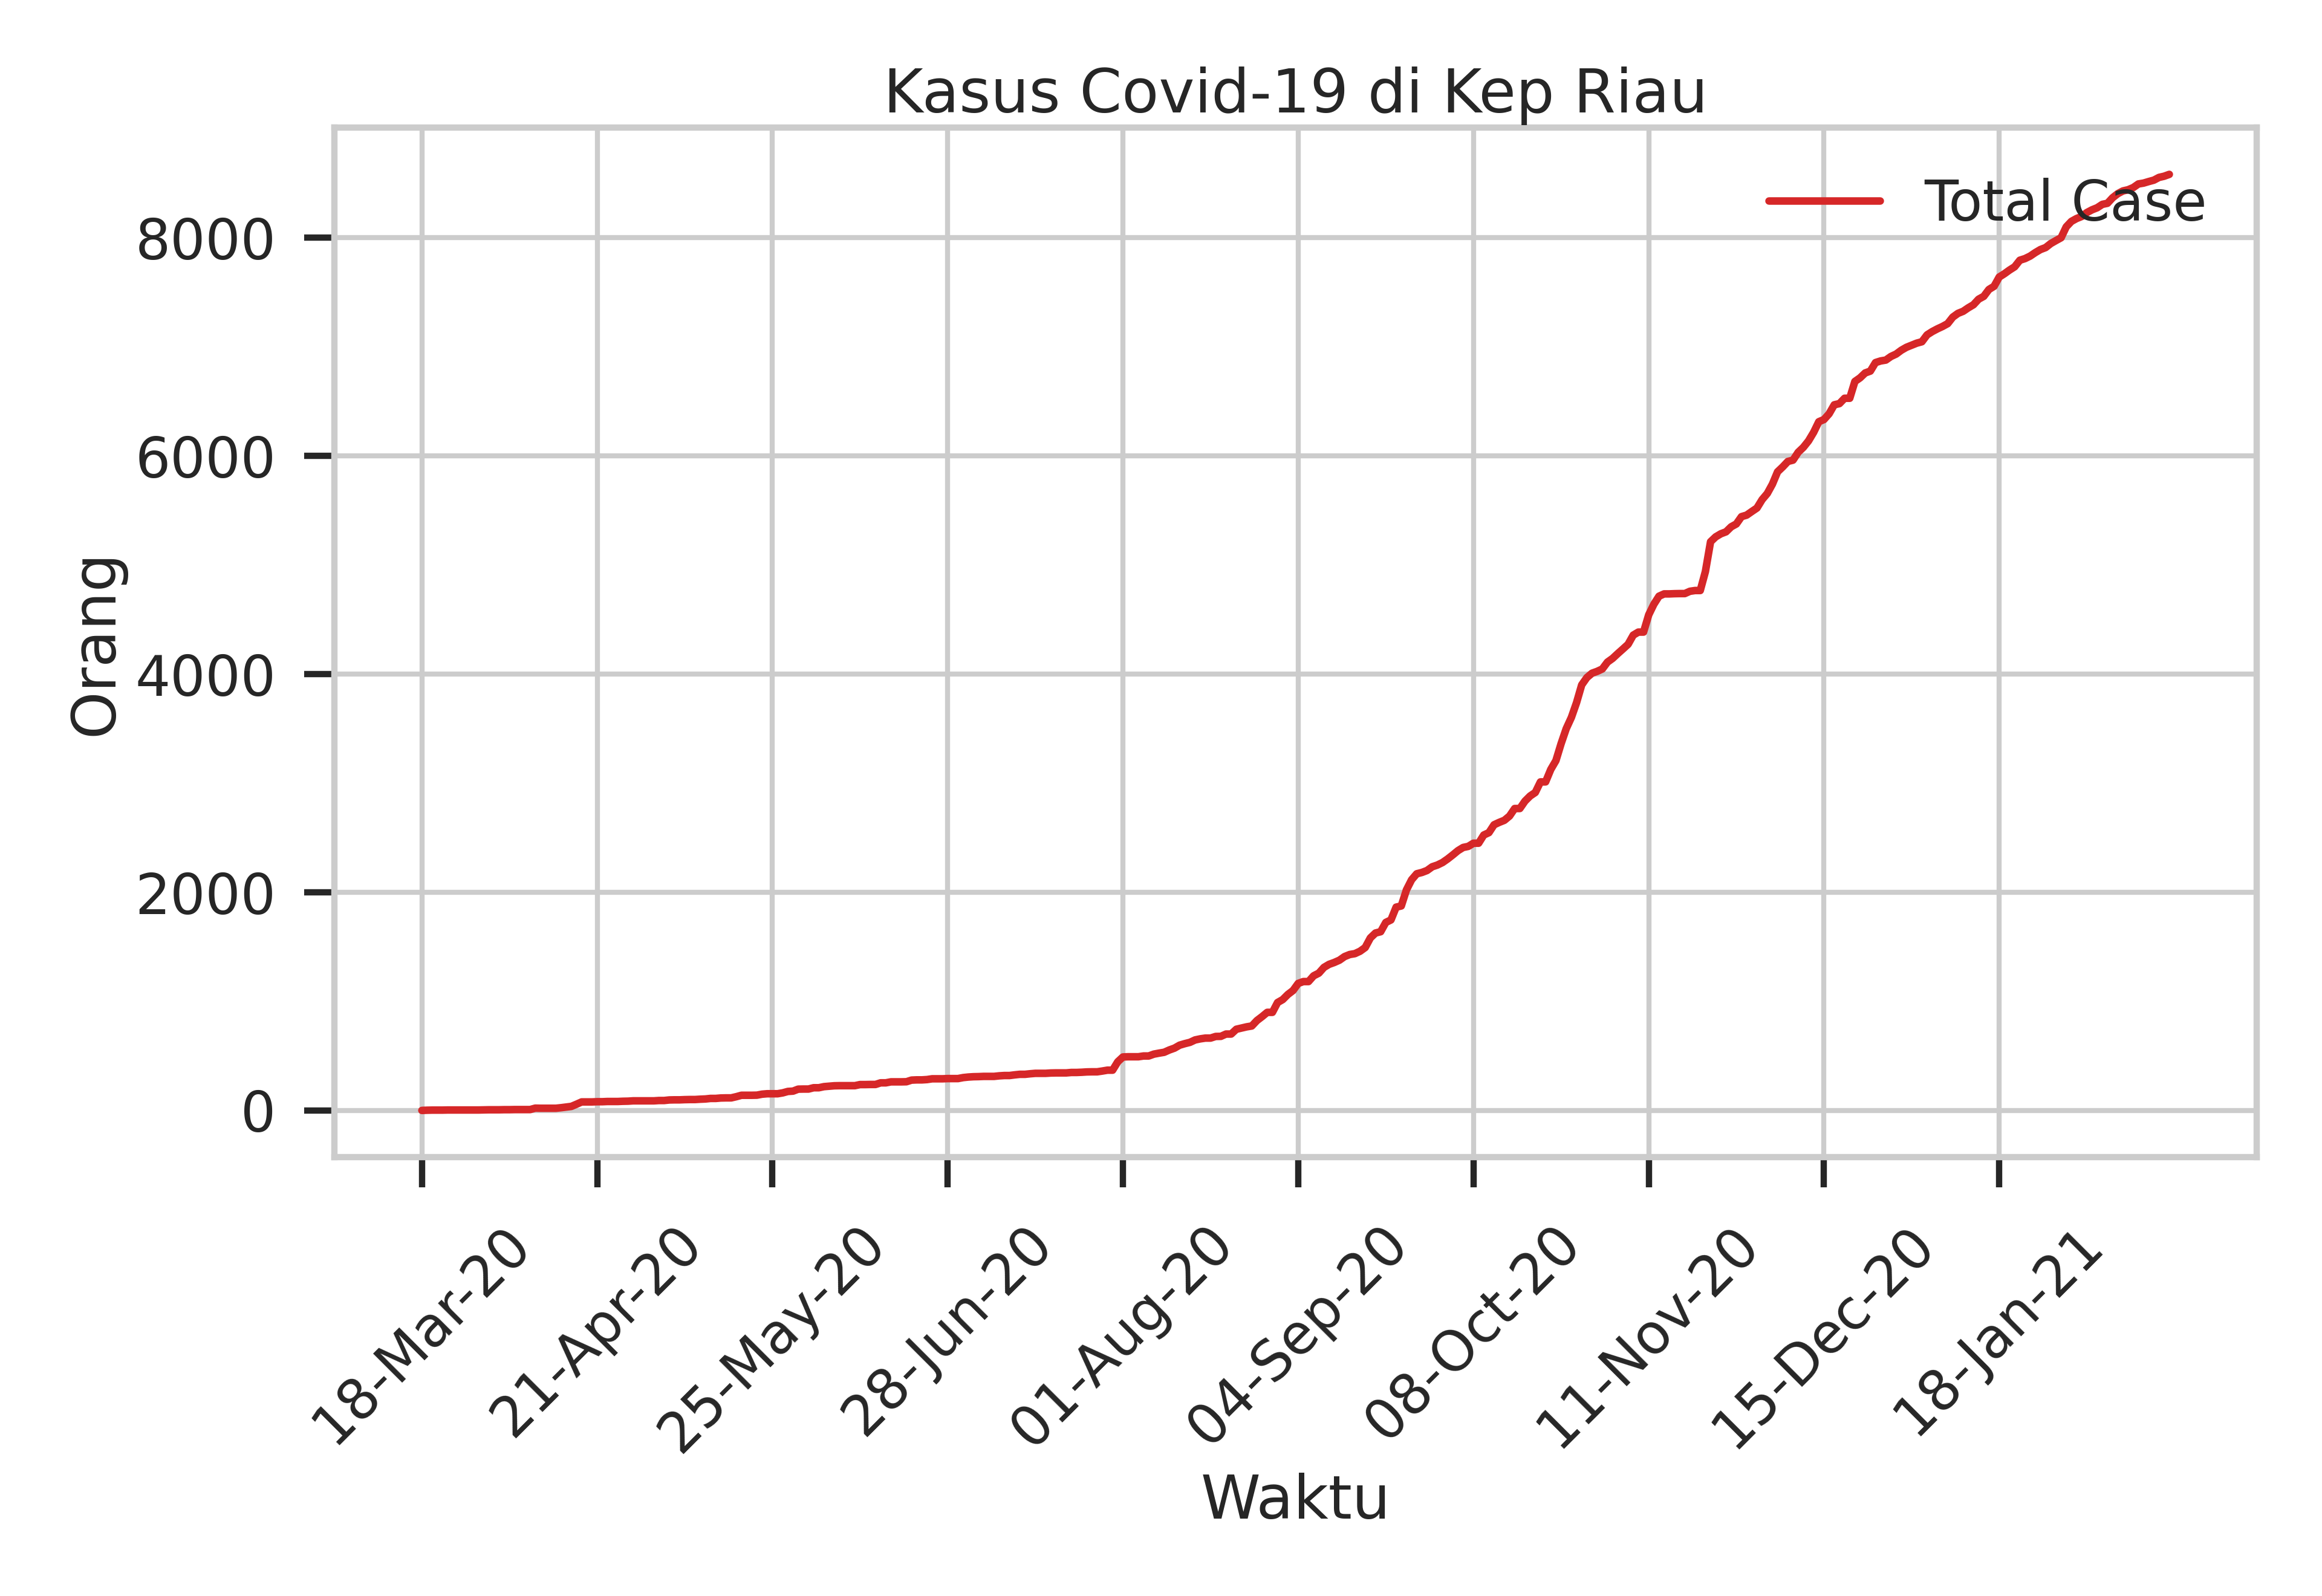 Kasus Covid-19 di Kep Riau
Total Case
8000
6000
4000
2000
0
Orang
18-Mar-20
21-Apr-20
25-May-20
28-Jun-20
01-Aug-20
04-Sep-20
08-Oct-20
11-Nov-20
15-Dec-20
18-Jan-21
Waktu